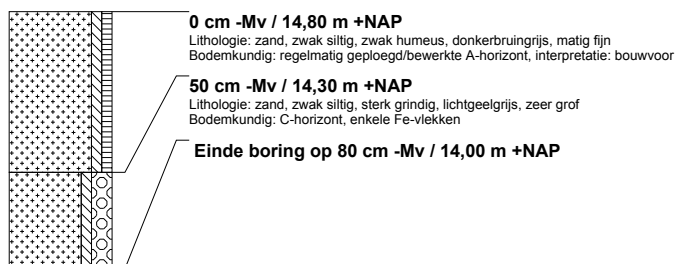 0 cm -Mv / 14,80 m +NAP
Lithologie: zand, zwak siltig, zwak humeus, donkerbruingrijs, matig fijn
Bodemkundig: regelmatig geploegd/bewerkte A-horizont, interpretatie: bouwvoor
50 cm -Mv / 14,30 m +NAP
Lithologie: zand, zwak siltig, sterk grindig, lichtgeelgrijs, zeer grof
Bodemkundig: C-horizont, enkele Fe-vlekken
Einde boring op 80 cm -Mv / 14,00 m +NAP